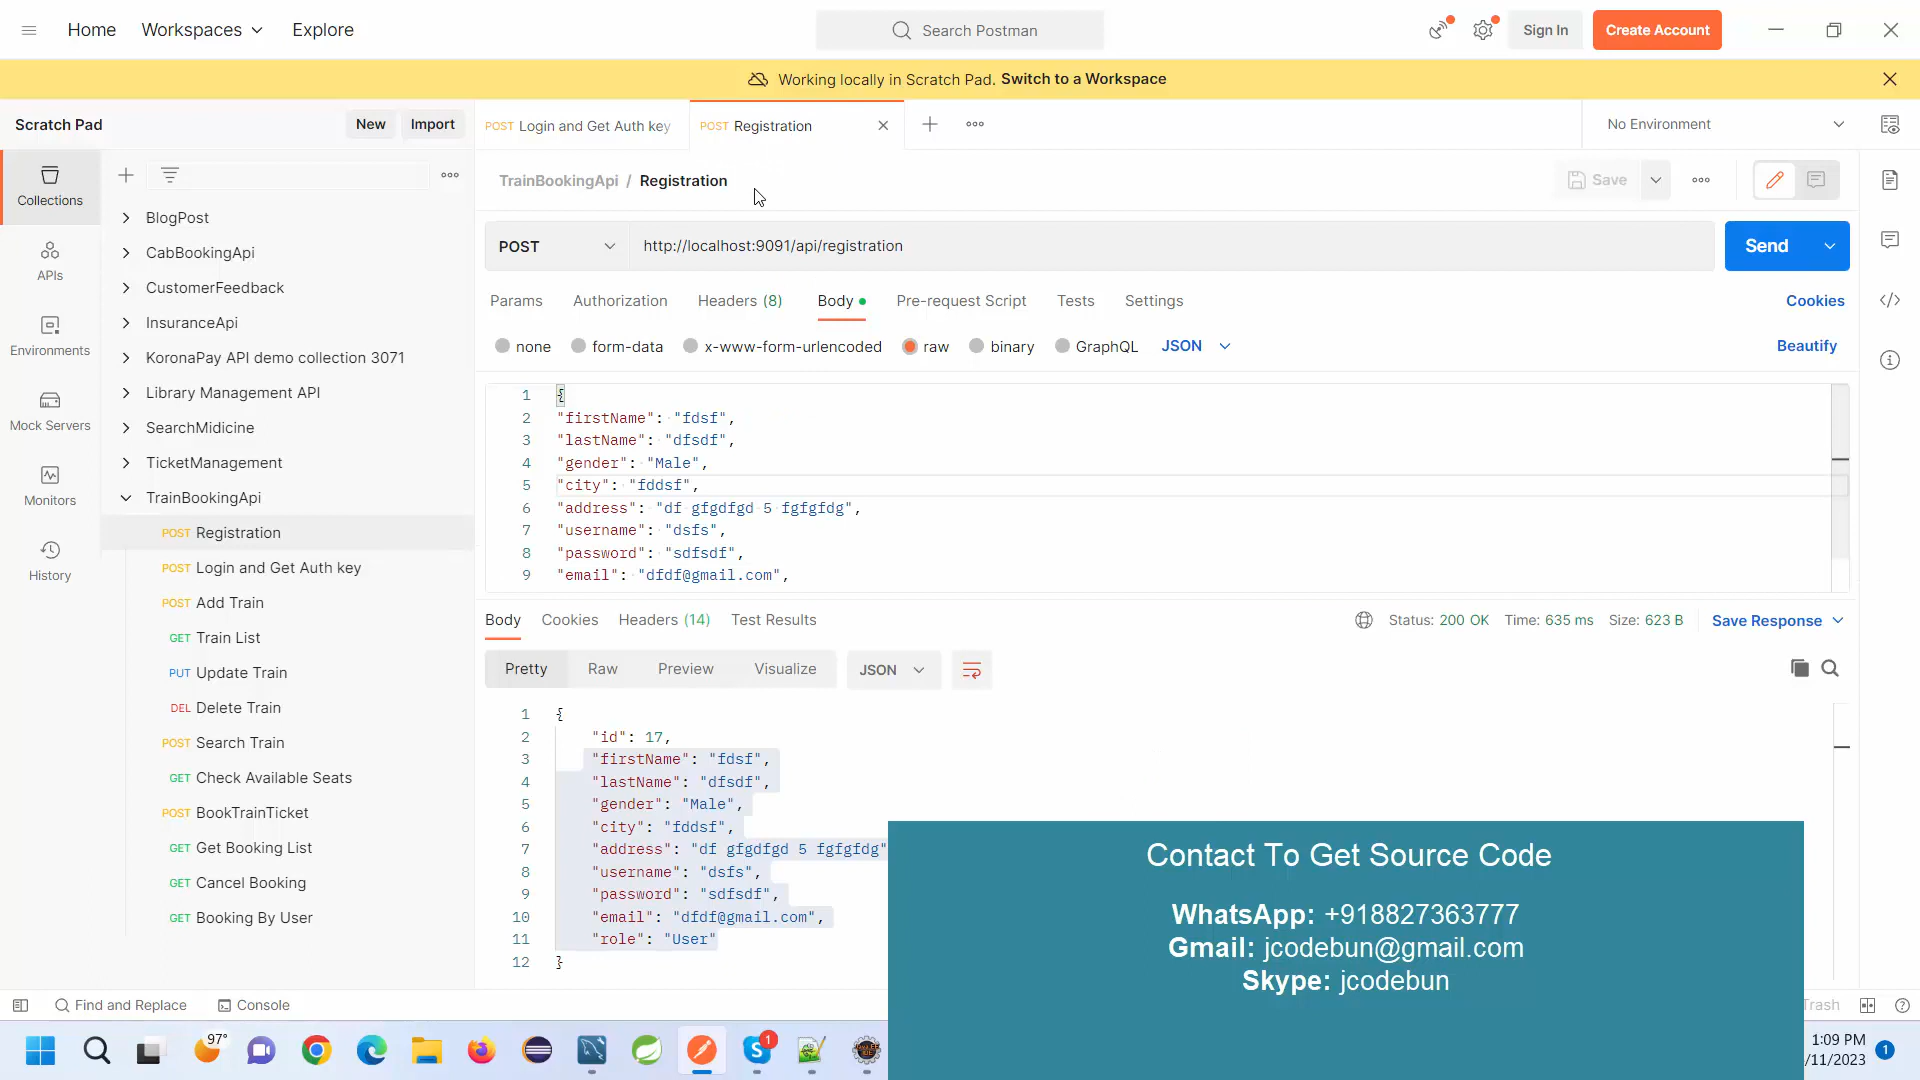 Home Workspaces Explore Search Postman Sign In Create Account
Working locally in Scratch Pad. Switch to a Workspace
Scratch Pad New Import POST Login and Get Auth key POST Registration No Environment
Collections
APIs
Environments
Mock Servers
Monitors
History
BlogPost
CabBookingApi
CustomerFeedback
InsuranceApi
KoronaPay API demo collection 3071
Library Management API
SearchMidicine
TicketManagement
TrainBookingApi
POST Registration
POST Login and Get Auth key
POST Add Train
GET Train List
PUT Update Train
DEL Delete Train
POST Search Train
GET Check Available Seats
POST BookTrainTicket
GET Get Booking List
GET Cancel Booking
GET Booking By User
TrainBookingApi / Registration Save
POST http://localhost:9091/api/registration Send
Params Authorization Headers (8) Body Pre-request Script Tests Settings Cookies
none form-data x-www-form-urlencoded raw binary GraphQL JSON Beautify
1 {
2 "firstName": "fdsf",
3 "lastName": "dfsdf",
4 "gender": "Male",
5 "city": "fddsf",
6 "address": "df gfgdfgd 5 fgfgfdg",
7 "username": "dsfs",
8 "password": "sdfsdf",
9 "email": "dfdf@gmail.com",
Body Cookies Headers (14) Test Results Status: 200 OK Time: 635 ms Size: 623 B Save Response
Pretty Raw Preview Visualize JSON
1 {
2 "id": 17,
3 "firstName": "fdsf",
4 "lastName": "dfsdf",
5 "gender": "Male",
6 "city": "fddsf",
7 "address": "df gfgdfgd 5 fgfgfdg"
8 "username": "dsfs",
9 "password": "sdfsdf",
10 "email": "dfdf@gmail.com",
11 "role": "User"
12 }
Contact To Get Source Code
WhatsApp: +918827363777
Gmail: jcodebun@gmail.com
Skype: jcodebun
Find and Replace Console Trash
97° 1 1:09 PM
/11/2023 1